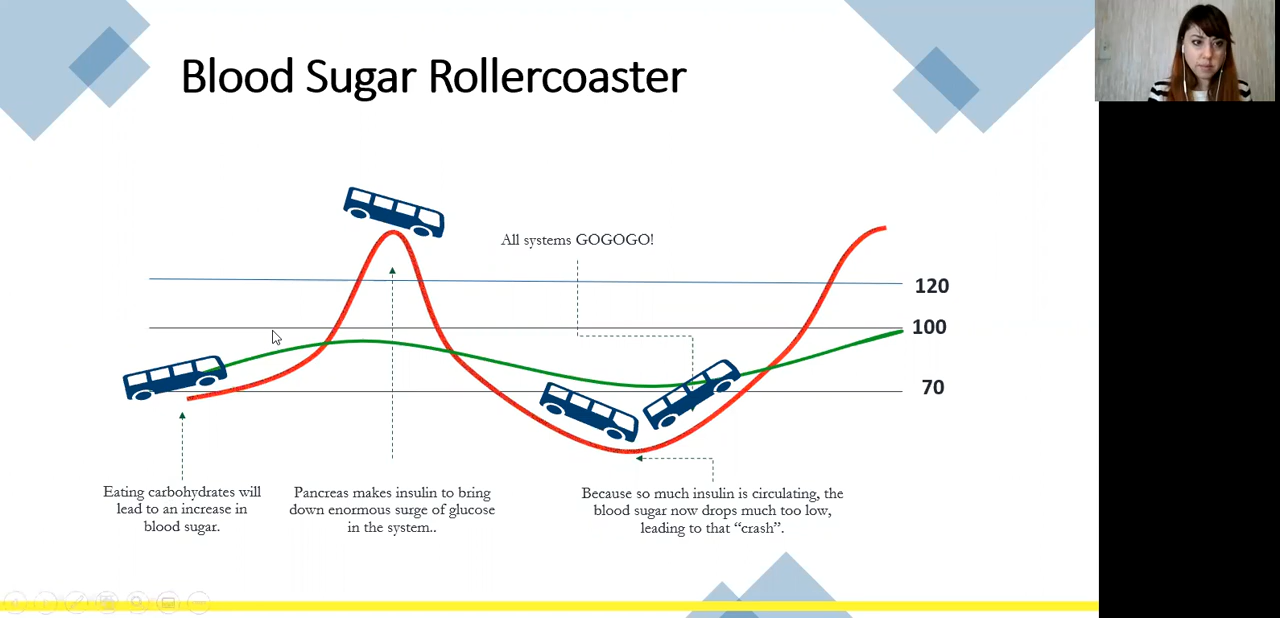 Blood Sugar Rollercoaster
All systems GOGOGO!
120
100
70
Eating carbohydrates will
lead to an increase in
blood sugar.
Pancreas makes insulin to bring
down enormous surge of glucose
in the system..
Because so much insulin is circulating, the
blood sugar now drops much too low,
leading to that “crash”.